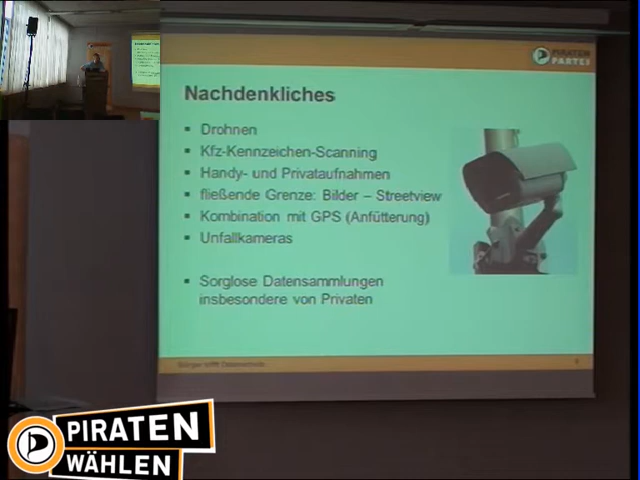 PIRATEN
PARTEI
Nachdenkliches
Drohnen
Kfz-Kennzeichen-Scanning
Handy- und Privataufnahmen
fließende Grenze: Bilder – Streetview
Kombination mit GPS (Anfütterung)
Unfallkameras
Sorglose Datensammlungen
insbesondere von Privaten
PIRATEN
WÄHLEN